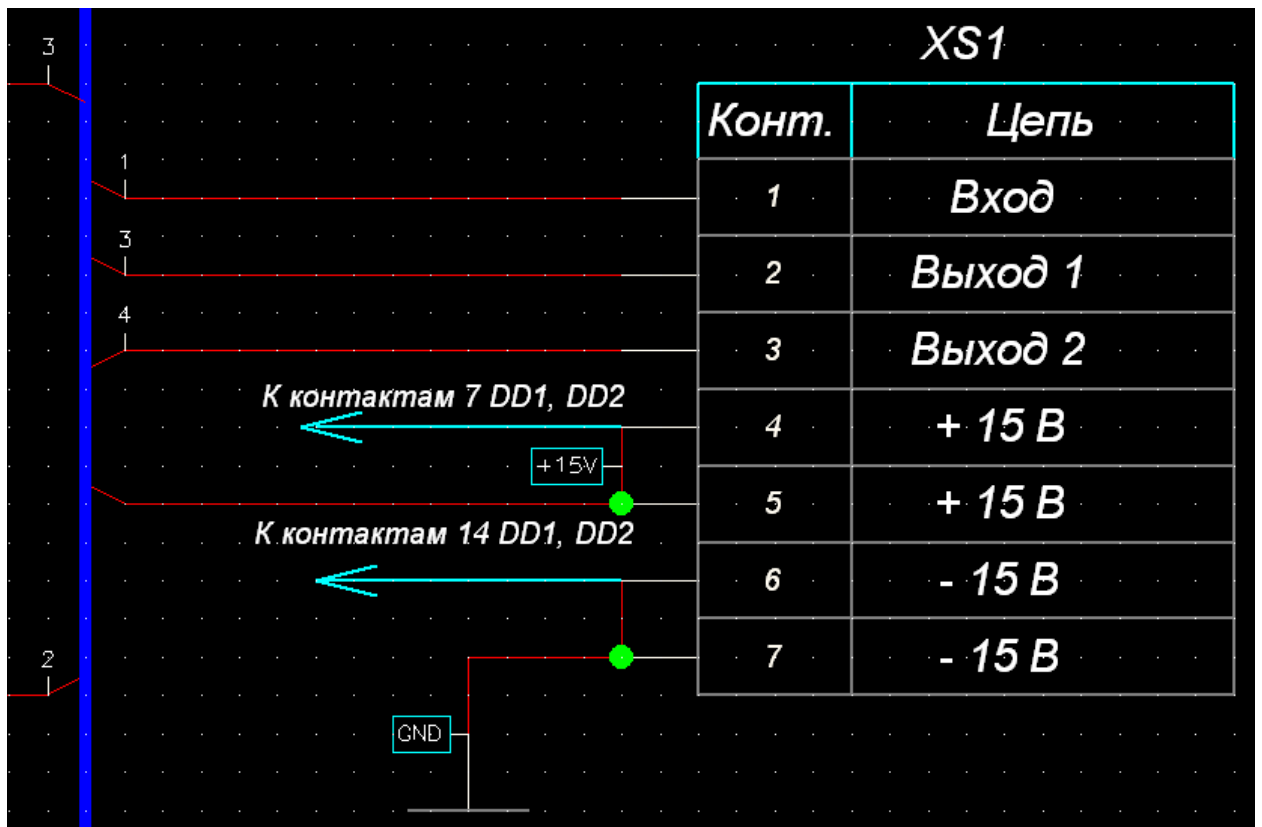 XS1
3
Конт. Цепь
1
1 Вход
3
2 Выход 1
4
3 Выход 2
К контактам 7 DD1, DD2
4 + 15 В
+15V
5 + 15 В
К контактам 14 DD1, DD2
6 - 15 В
2
7 - 15 В
GND